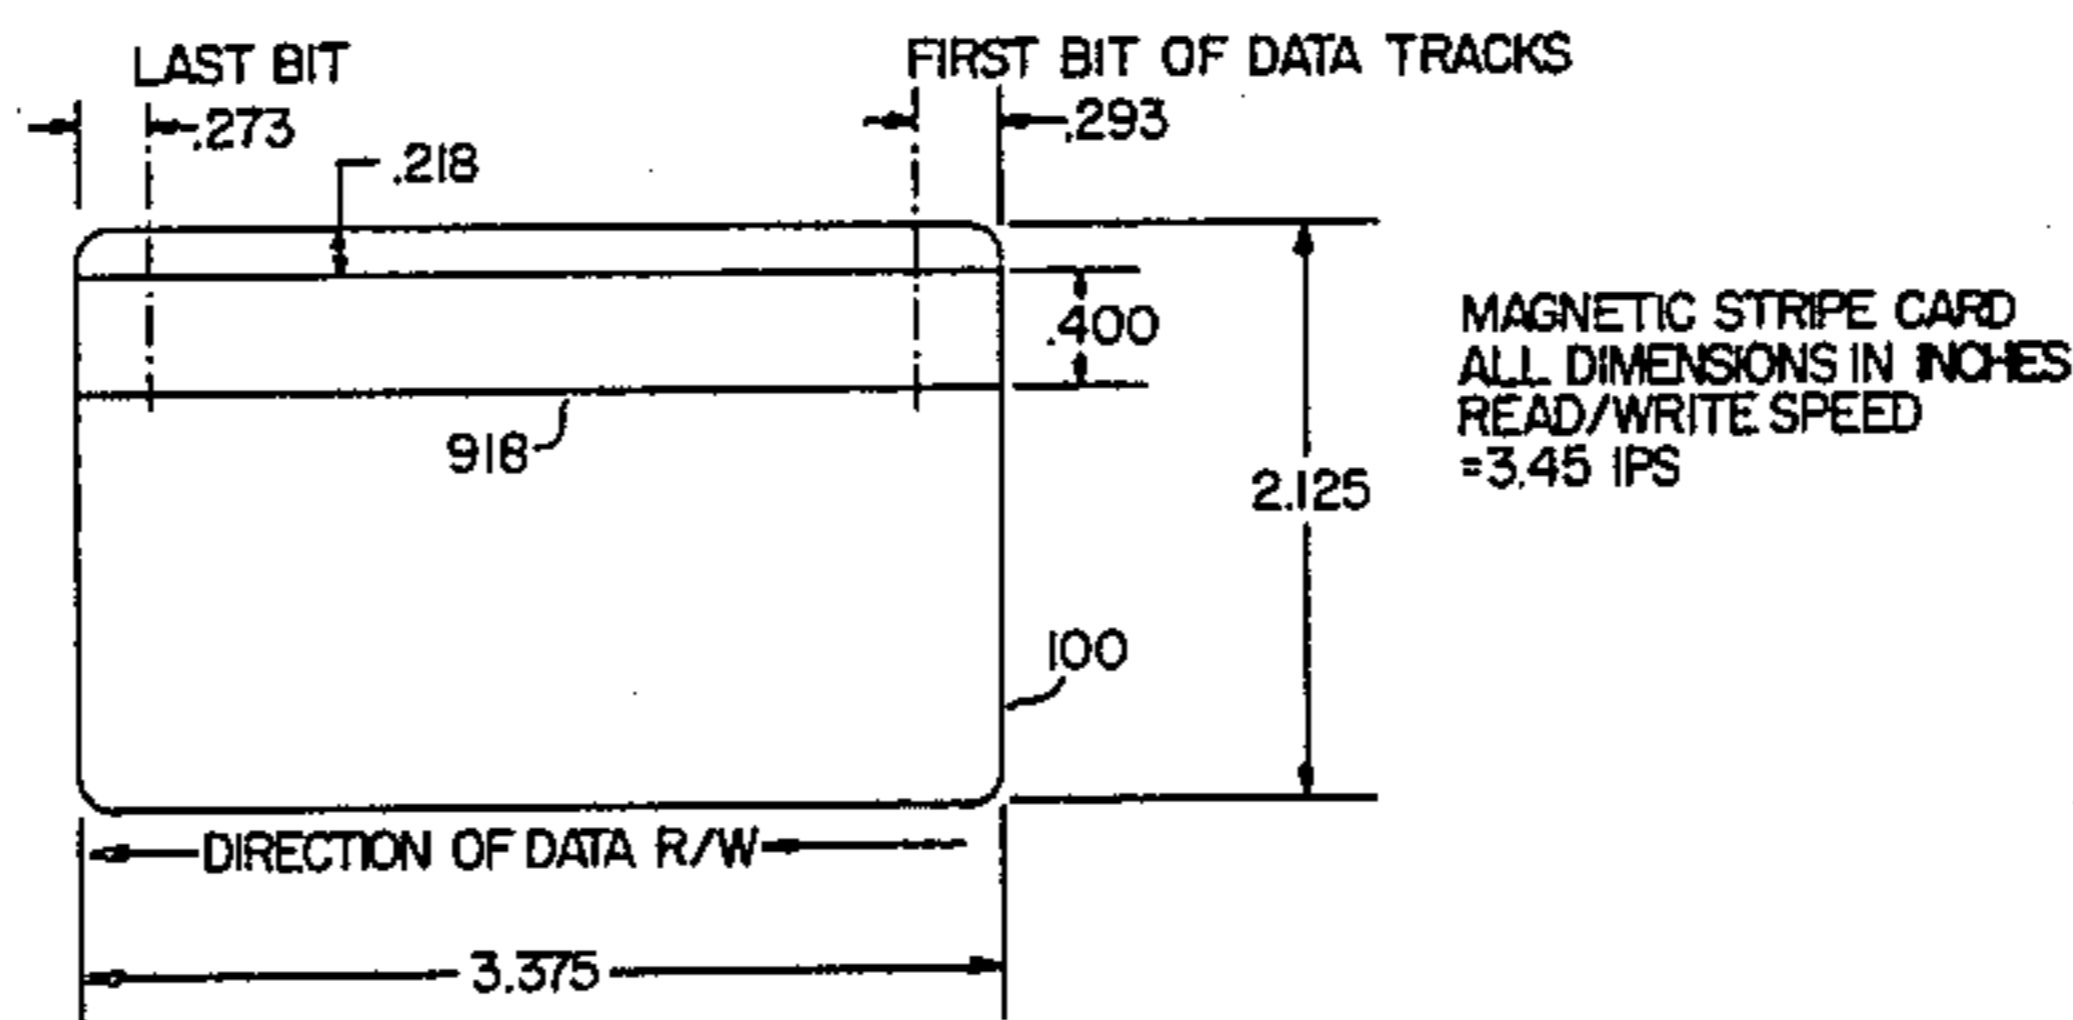 LAST BIT
FIRST BIT OF DATA TRACKS
.273
.293
.218
.400
MAGNETIC STRIPE CARD
ALL DIMENSIONS IN INCHES
READ/WRITE SPEED
=3.45 IPS
918
2.125
100
DIRECTION OF DATA R/W
3.375